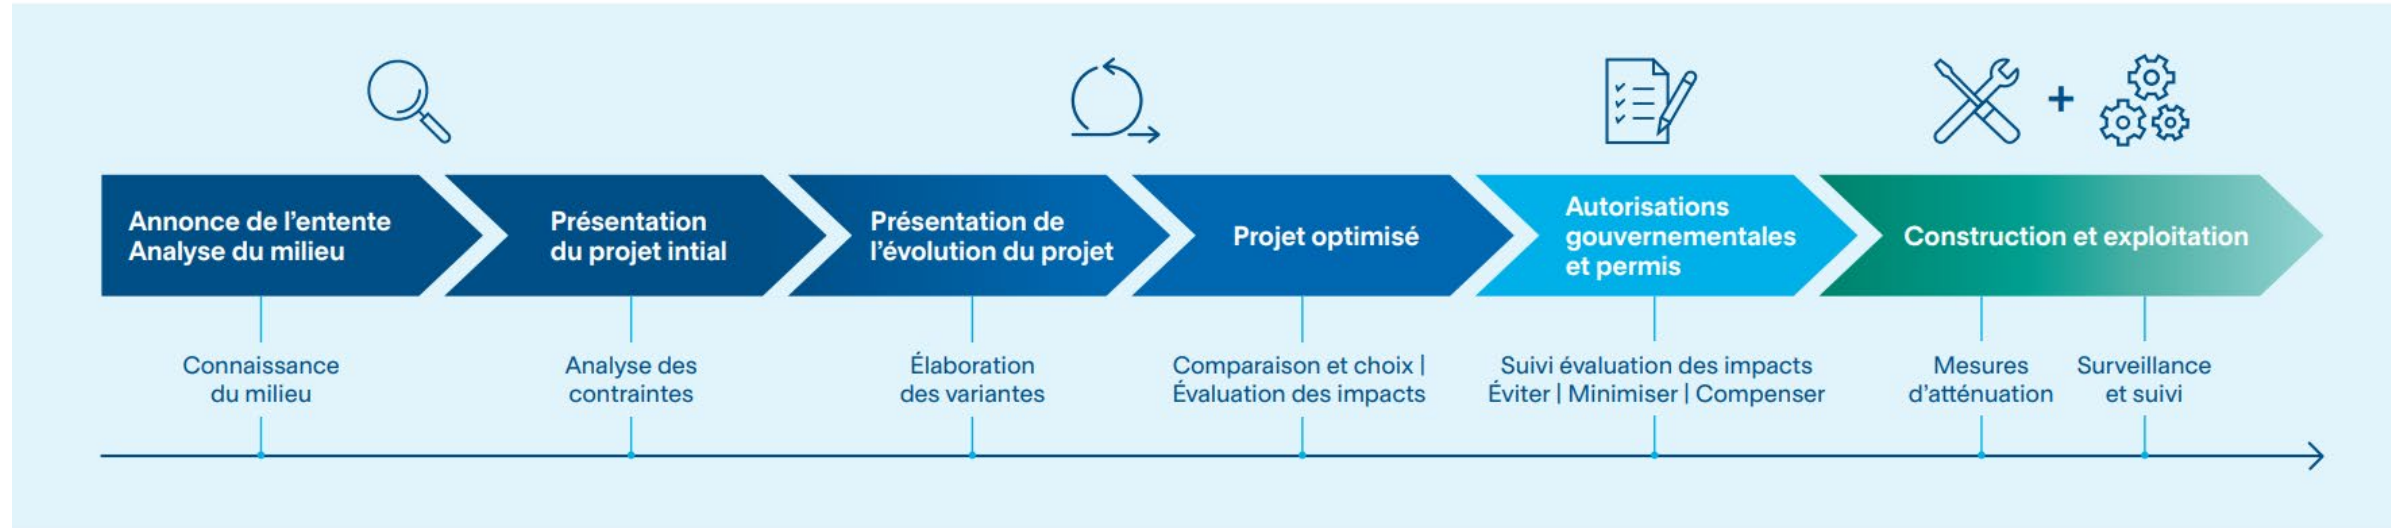 Annonce de l'entente
Analyse du milieu
Présentation
du projet intial
Présentation de
l'évolution du projet
Projet optimisé
Autorisations
gouvernementales
et permis
Construction et exploitation
Connaissance
du milieu
Analyse des
contraintes
Élaboration
des variantes
Comparaison et choix |
Évaluation des impacts
Suivi évaluation des impacts
Éviter | Minimiser | Compenser
Mesures
d'atténuation
Surveillance
et suivi